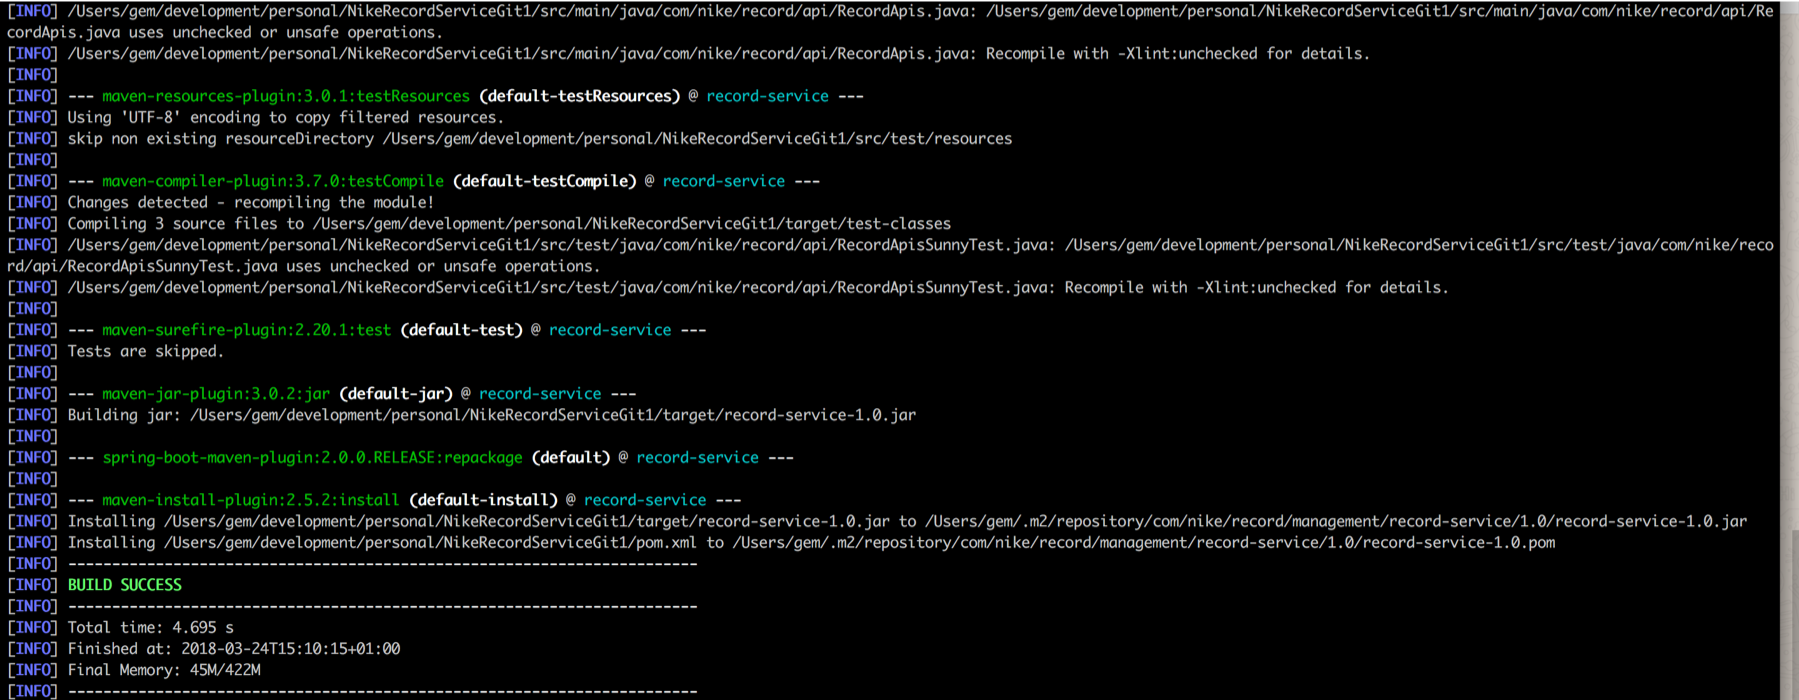 [INFO] /Users/gem/development/personal/NikeRecordServiceGit1/src/main/java/com/nike/record/api/RecordApis.java: /Users/gem/development/personal/NikeRecordServiceGit1/src/main/java/com/nike/record/api/Re
cordApis.java uses unchecked or unsafe operations.
[INFO] /Users/gem/development/personal/NikeRecordServiceGit1/src/main/java/com/nike/record/api/RecordApis.java: Recompile with -Xlint:unchecked for details.
[INFO]
[INFO] --- maven-resources-plugin:3.0.1:testResources (default-testResources) @ record-service ---
[INFO] Using 'UTF-8' encoding to copy filtered resources.
[INFO] skip non existing resourceDirectory /Users/gem/development/personal/NikeRecordServiceGit1/src/test/resources
[INFO]
[INFO] --- maven-compiler-plugin:3.7.0:testCompile (default-testCompile) @ record-service ---
[INFO] Changes detected - recompiling the module!
[INFO] Compiling 3 source files to /Users/gem/development/personal/NikeRecordServiceGit1/target/test-classes
[INFO] /Users/gem/development/personal/NikeRecordServiceGit1/src/test/java/com/nike/record/api/RecordApisSunnyTest.java: /Users/gem/development/personal/NikeRecordServiceGit1/src/test/java/com/nike/reco
rd/api/RecordApisSunnyTest.java uses unchecked or unsafe operations.
[INFO] /Users/gem/development/personal/NikeRecordServiceGit1/src/test/java/com/nike/record/api/RecordApisSunnyTest.java: Recompile with -Xlint:unchecked for details.
[INFO]
[INFO] --- maven-surefire-plugin:2.20.1:test (default-test) @ record-service ---
[INFO] Tests are skipped.
[INFO]
[INFO] --- maven-jar-plugin:3.0.2:jar (default-jar) @ record-service ---
[INFO] Building jar: /Users/gem/development/personal/NikeRecordServiceGit1/target/record-service-1.0.jar
[INFO]
[INFO] --- spring-boot-maven-plugin:2.0.0.RELEASE:repackage (default) @ record-service ---
[INFO]
[INFO] --- maven-install-plugin:2.5.2:install (default-install) @ record-service ---
[INFO] Installing /Users/gem/development/personal/NikeRecordServiceGit1/target/record-service-1.0.jar to /Users/gem/.m2/repository/com/nike/record/management/record-service/1.0/record-service-1.0.jar
[INFO] Installing /Users/gem/development/personal/NikeRecordServiceGit1/pom.xml to /Users/gem/.m2/repository/com/nike/record/management/record-service/1.0/record-service-1.0.pom
[INFO] ------------------------------------------------------------------------
[INFO] BUILD SUCCESS
[INFO] ------------------------------------------------------------------------
[INFO] Total time: 4.695 s
[INFO] Finished at: 2018-03-24T15:10:15+01:00
[INFO] Final Memory: 45M/422M
[INFO] ------------------------------------------------------------------------